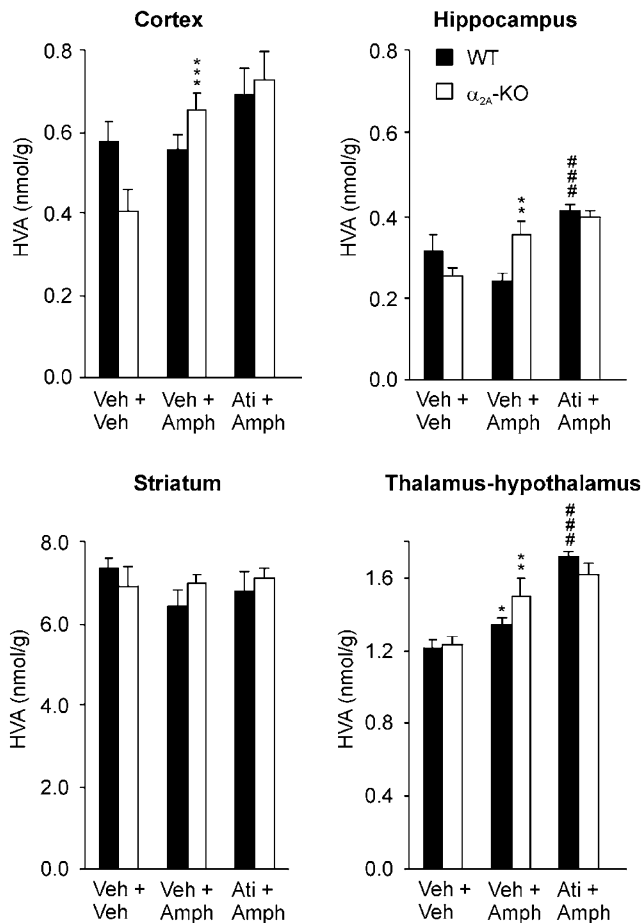 Cortex
HVA (nmol/g)
0.8
0.6
0.4
0.2
0.0
***
Veh + Veh
Veh + Amph
Ati + Amph
Hippocampus
WT
α2A-KO
HVA (nmol/g)
0.8
0.6
0.4
0.2
0.0
**
###
Veh + Veh
Veh + Amph
Ati + Amph
Striatum
HVA (nmol/g)
8.0
6.0
4.0
2.0
0.0
Veh + Veh
Veh + Amph
Ati + Amph
Thalamus-hypothalamus
HVA (nmol/g)
1.6
1.2
0.8
0.4
0.0
*
**
###
Veh + Veh
Veh + Amph
Ati + Amph